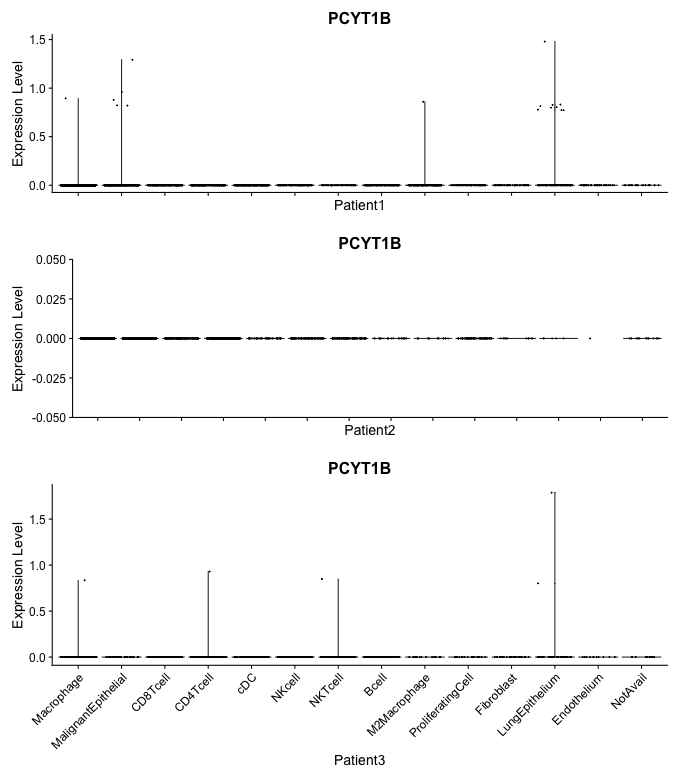 PCYT1B
Expression Level
1.5
1.0
0.5
0.0
Patient1
PCYT1B
Expression Level
0.050
0.025
0.000
-0.025
-0.050
Patient2
PCYT1B
Expression Level
1.5
1.0
0.5
0.0
Macrophage
MalignantEpithelial
CD8Tcell
CD4Tcell
cDC
NKcell
NKTcell
Bcell
M2Macrophage
ProliferatingCell
Fibroblast
LungEpithelium
Endothelium
NotAvail
Patient3